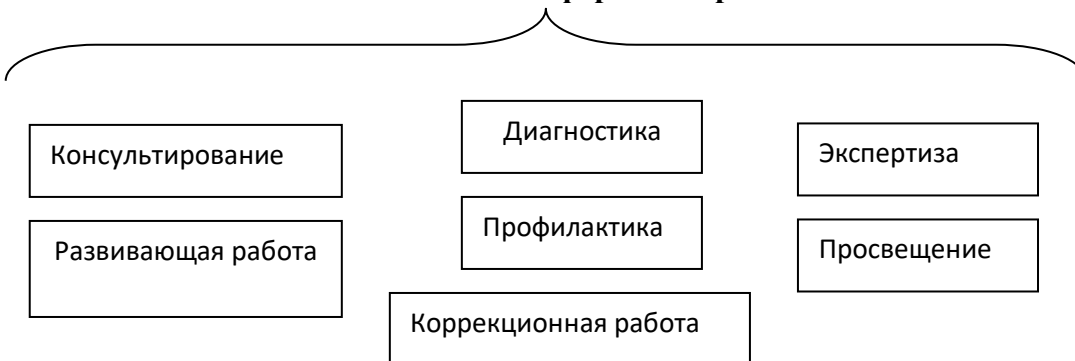 Диагностика
Консультирование
Экспертиза
Профилактика
Развивающая работа
Просвещение
Коррекционная работа